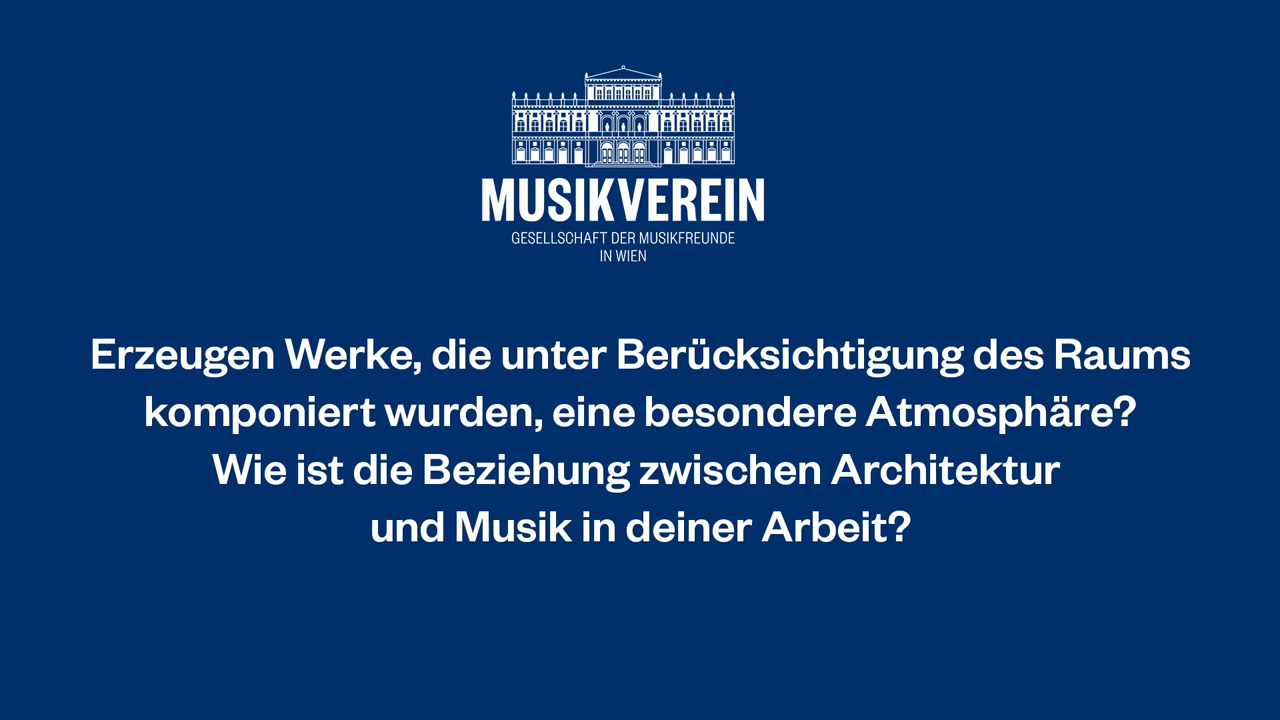 MUSIKVEREIN
GESELLSCHAFT DER MUSIKFREUNDE
IN WIEN
Erzeugen Werke, die unter Berücksichtigung des Raums
komponiert wurden, eine besondere Atmosphäre?
Wie ist die Beziehung zwischen Architektur
und Musik in deiner Arbeit?